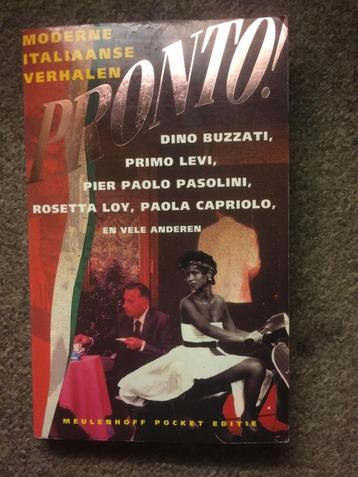 MODERNE
ITALIAANSE
VERHALEN
PRONTO!
DINO BUZZATI,
PRIMO LEVI,
PIER PAOLO PASOLINI,
ROSETTA LOY, PAOLA CAPRIOLO,
EN VELE ANDEREN
MEULENHOFF POCKET EDITIE